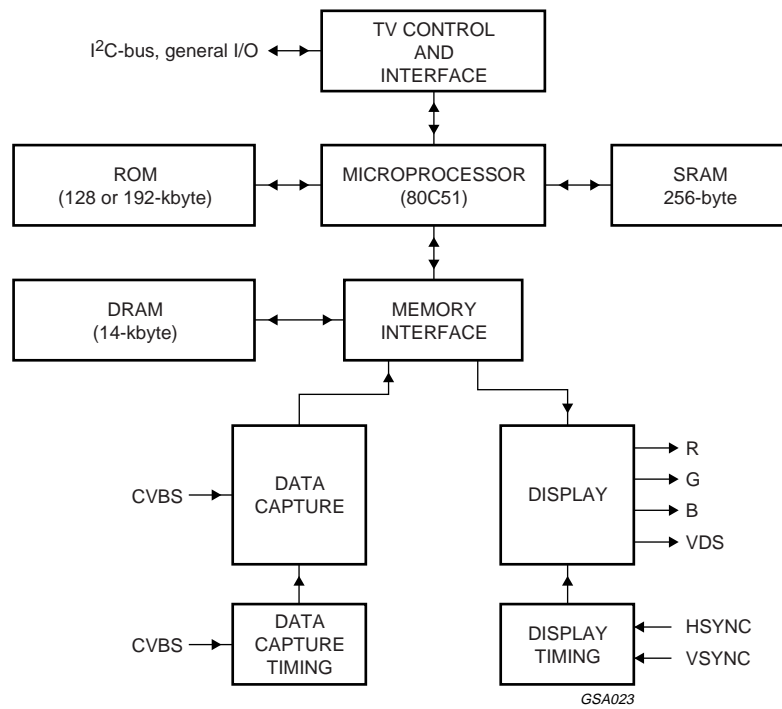 TV CONTROL
AND
INTERFACE
I²C-bus, general I/O
ROM
(128 or 192-kbyte)
MICROPROCESSOR
(80C51)
SRAM
256-byte
DRAM
(14-kbyte)
MEMORY
INTERFACE
CVBS
DATA
CAPTURE
DISPLAY
R
G
B
VDS
CVBS
DATA
CAPTURE
TIMING
DISPLAY
TIMING
HSYNC
VSYNC
GSA023